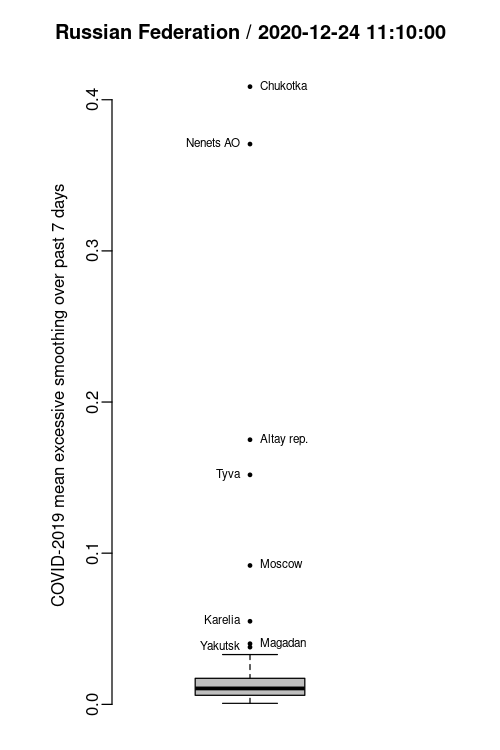 Russian Federation / 2020-12-24 11:10:00
COVID-2019 mean excessive smoothing over past 7 days
0.4
0.3
0.2
0.1
0.0
Chukotka
Nenets AO
Altay rep.
Tyva
Moscow
Karelia
Magadan
Yakutsk